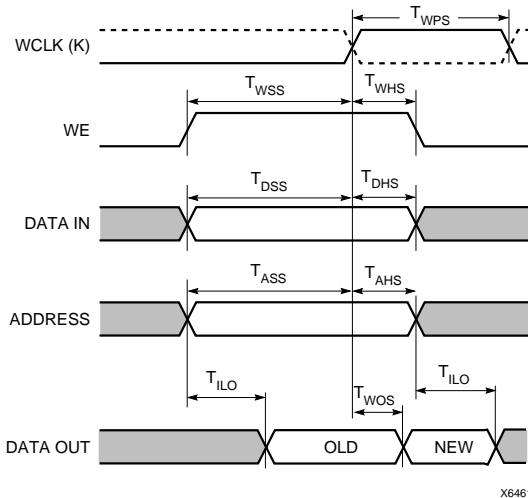 T_WPS
WCLK (K)
T_WSS T_WHS
WE
T_DSS T_DHS
DATA IN
T_ASS T_AHS
ADDRESS
T_ILO T_WOS T_ILO
DATA OUT OLD NEW
X6461